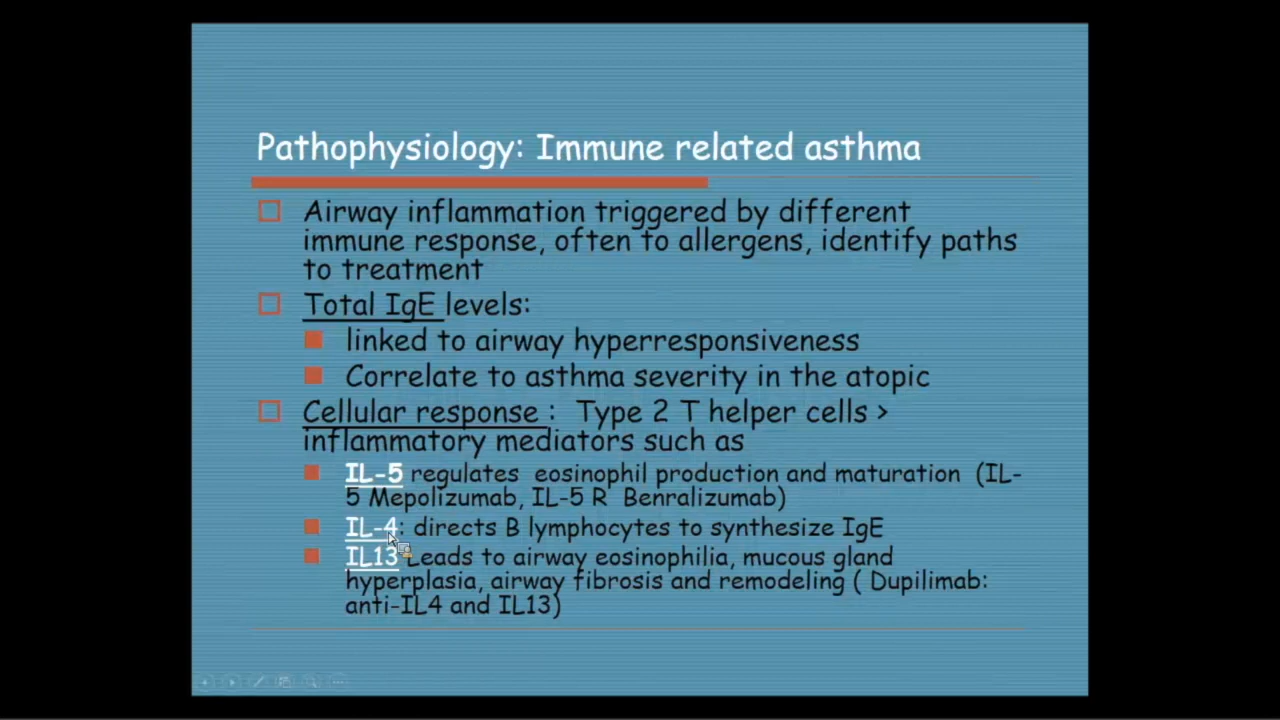 Pathophysiology: Immune related asthma
Airway inflammation triggered by different
immune response, often to allergens, identify paths
to treatment
Total IgE levels:
linked to airway hyperresponsiveness
Correlate to asthma severity in the atopic
Cellular response : Type 2 T helper cells >
inflammatory mediators such as
IL-5 regulates eosinophil production and maturation (IL-
5 Mepolizumab, IL-5 R Benralizumab)
IL-4: directs B lymphocytes to synthesize IgE
IL13 Leads to airway eosinophilia, mucous gland
hyperplasia, airway fibrosis and remodeling ( Dupilimab:
anti-IL4 and IL13)